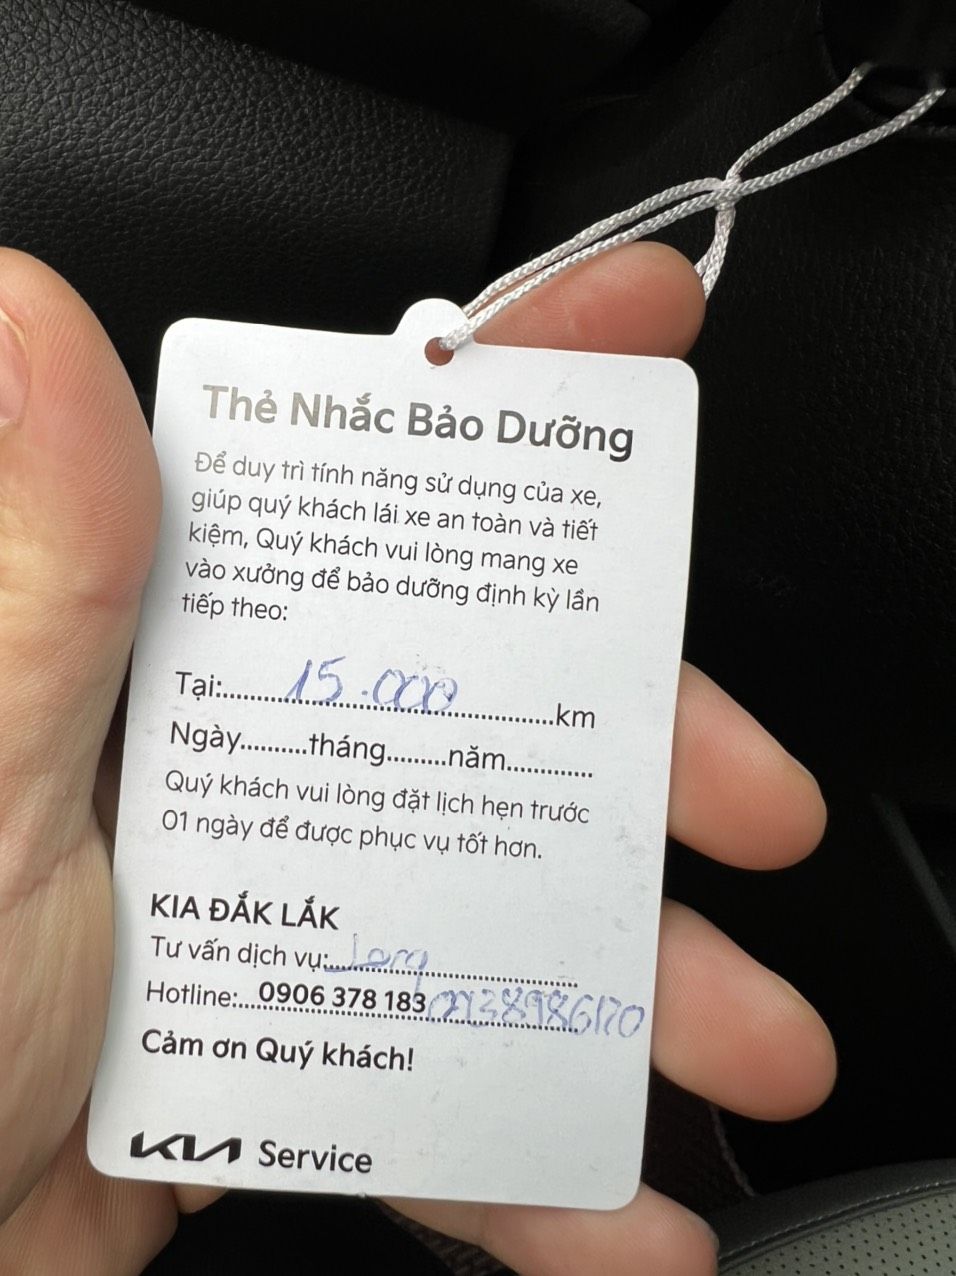 Thẻ Nhắc Bảo Dưỡng
Để duy trì tính năng sử dụng của xe,
giúp quý khách lái xe an toàn và tiết
kiệm, Quý khách vui lòng mang xe
vào xưởng để bảo dưỡng định kỳ lần
tiếp theo:
Tại:..........15.000..........km
Ngày..........tháng.........năm.............
Quý khách vui lòng đặt lịch hẹn trước
01 ngày để được phục vụ tốt hơn.
KIA ĐẮK LẮK
Tư vấn dịch vụ:..........
Hotline:...0906 378 183
Cảm ơn Quý khách!
KIA Service